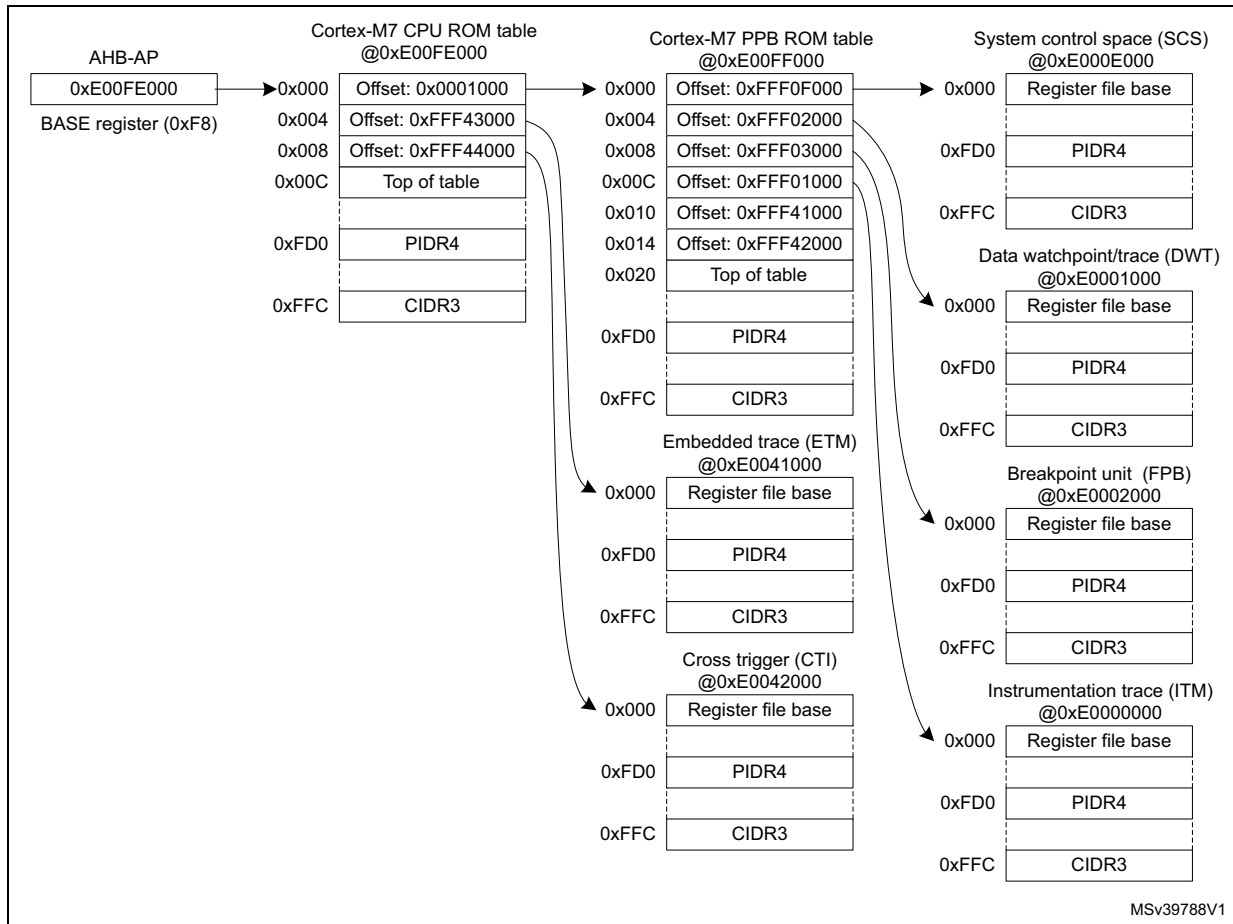 AHB-AP
0xE00FE000
BASE register (0xF8)
Cortex-M7 CPU ROM table
@0xE00FE000
0x000 Offset: 0x0001000
0x004 Offset: 0xFFF43000
0x008 Offset: 0xFFF44000
0x00C Top of table
0xFD0 PIDR4
0xFFC CIDR3
Cortex-M7 PPB ROM table
@0xE00FF000
0x000 Offset: 0xFFF0F000
0x004 Offset: 0xFFF02000
0x008 Offset: 0xFFF03000
0x00C Offset: 0xFFF01000
0x010 Offset: 0xFFF41000
0x014 Offset: 0xFFF42000
0x020 Top of table
0xFD0 PIDR4
0xFFC CIDR3
Embedded trace (ETM)
@0xE0041000
0x000 Register file base
0xFD0 PIDR4
0xFFC CIDR3
Cross trigger (CTI)
@0xE0042000
0x000 Register file base
0xFD0 PIDR4
0xFFC CIDR3
System control space (SCS)
@0xE000E000
0x000 Register file base
0xFD0 PIDR4
0xFFC CIDR3
Data watchpoint/trace (DWT)
@0xE0001000
0x000 Register file base
0xFD0 PIDR4
0xFFC CIDR3
Breakpoint unit (FPB)
@0xE0002000
0x000 Register file base
0xFD0 PIDR4
0xFFC CIDR3
Instrumentation trace (ITM)
@0xE0000000
0x000 Register file base
0xFD0 PIDR4
0xFFC CIDR3
MSv39788V1